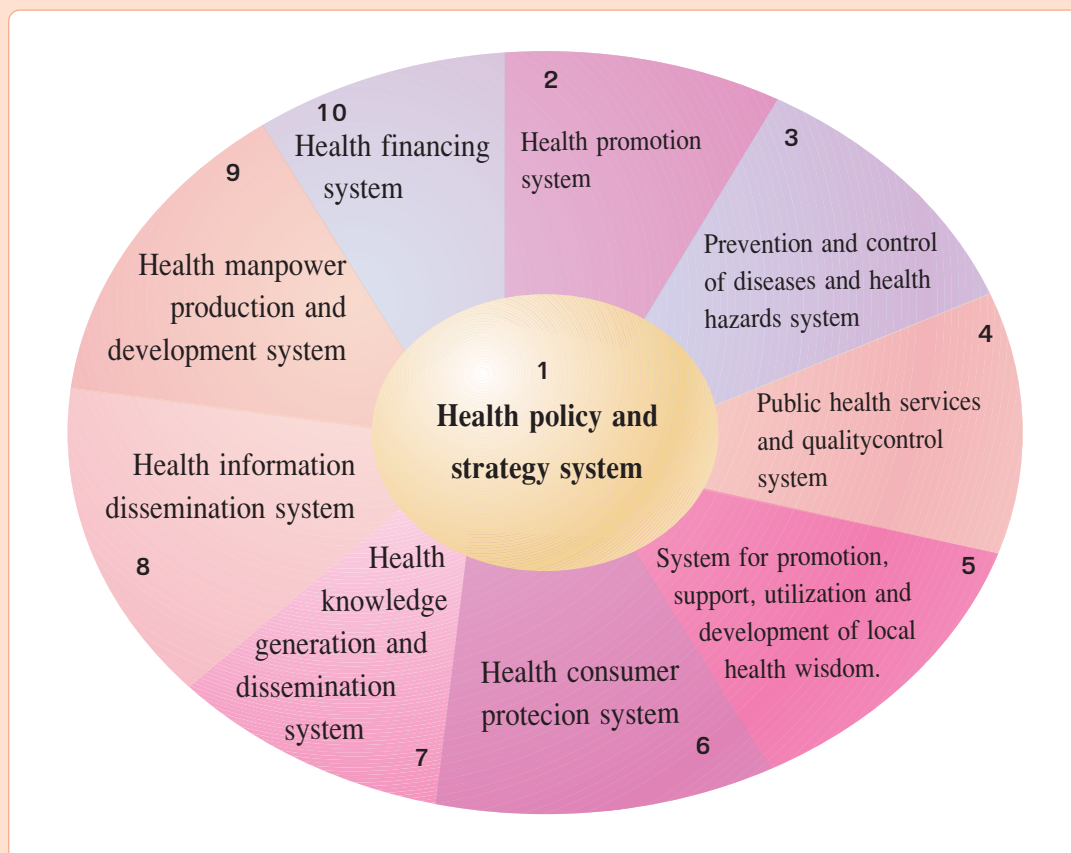 1
Health policy and
strategy system
2
Health promotion
system
3
Prevention and control
of diseases and health
hazards system
4
Public health services
and qualitycontrol
system
5
System for promotion,
support, utilization and
development of local
health wisdom.
6
Health consumer
protecion system
7
Health
knowledge
generation and
dissemination
system
8
Health information
dissemination system
9
Health manpower
production and
development system
10
Health financing
system